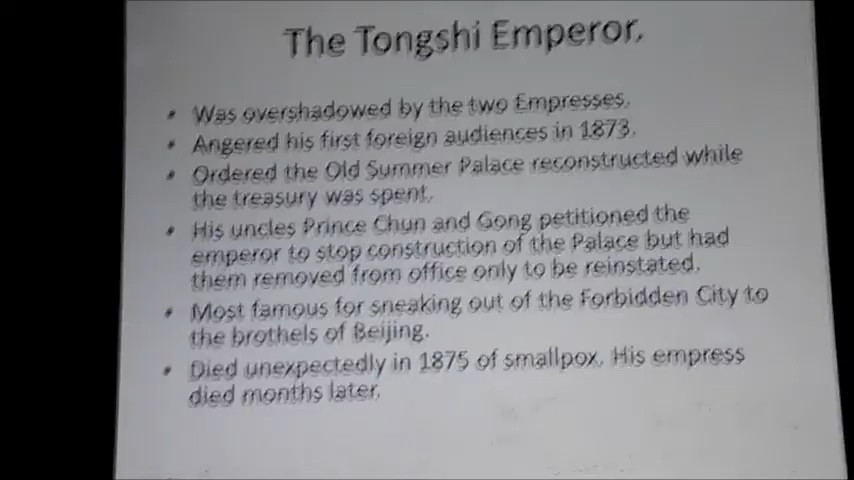 The Tongshi Emperor.
• Was overshadowed by the two Empresses.
• Angered his first foreign audiences in 1873.
• Ordered the Old Summer Palace reconstructed while
the treasury was spent.
• His uncles Prince Chun and Gong petitioned the
emperor to stop construction of the Palace but had
them removed from office only to be reinstated.
• Most famous for sneaking out of the Forbidden City to
the brothels of Beijing.
• Died unexpectedly in 1875 of smallpox. His empress
died months later.